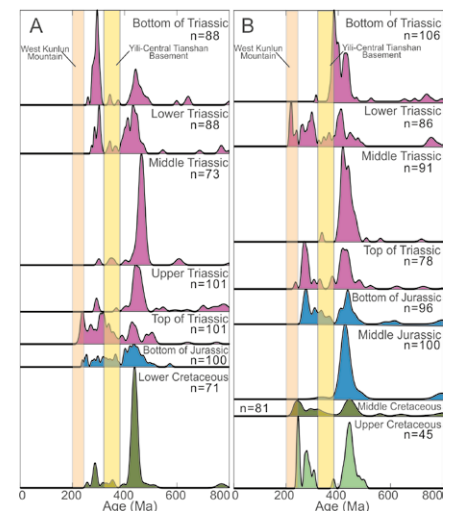 A
Bottom of Triassic
n=88
West Kunlun
Mountain
Yili-Central Tianshan
Basement
Lower Triassic
n=88
Middle Triassic
n=73
Upper Triassic
n=101
Top of Triassic
n=101
Bottom of Jurassic
n=100
Lower Cretaceous
n=71
0 200 400 600 800
Age (Ma)
B
Bottom of Triassic
n=106
West Kunlun
Mountain
Yili-Central Tianshan
Basement
Lower Triassic
n=86
Middle Triassic
n=91
Top of Triassic
n=78
Bottom of Jurassic
n=96
Middle Jurassic
n=100
n=81
Middle Cretaceous
Upper Cretaceous
n=45
200 400 600 800
Age (Ma)